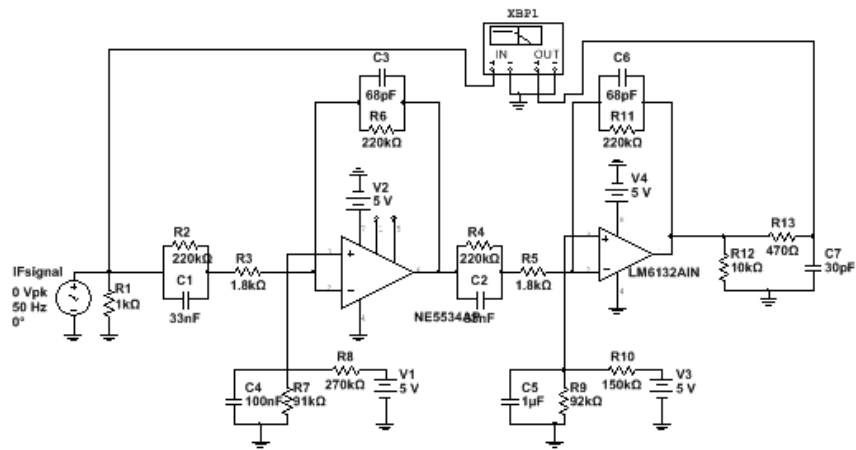 XBP1
IN OUT
C3
68pF
R6
220kΩ
C6
68pF
R11
220kΩ
V2
5 V
V4
5 V
R2
220kΩ
C1
33nF
R3
1.8kΩ
R4
220kΩ
C2
R5
1.8kΩ
R13
470Ω
R12
10kΩ
C7
30pF
IFsignal
0 Vpk
50 Hz
0°
R1
1kΩ
LM6132AIN
R8
270kΩ
V1
5 V
C4
100nF
R7
91kΩ
R10
150kΩ
V3
5 V
C5
1µF
R9
92kΩ